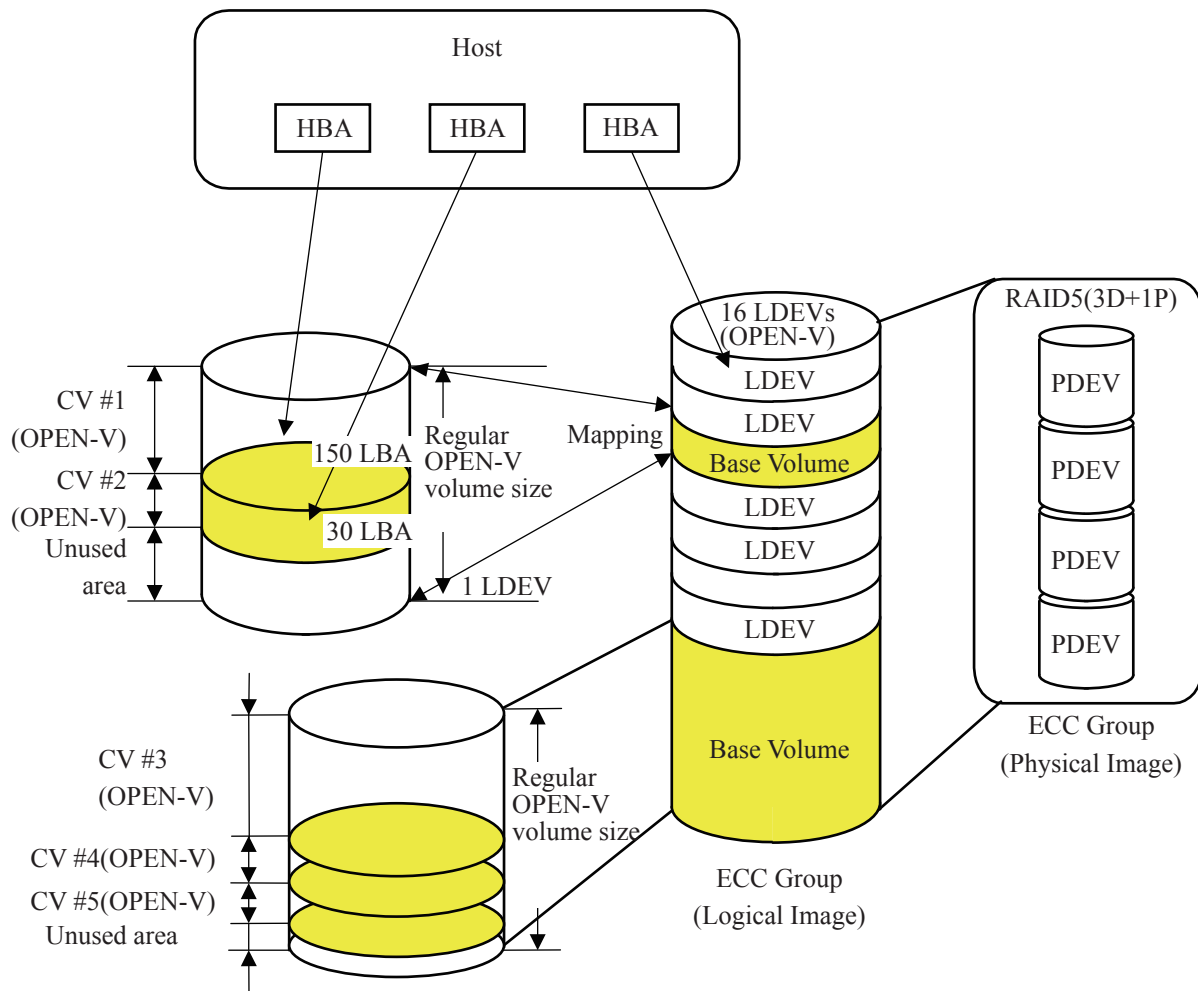 Host
HBA
HBA
HBA
16 LDEVs
(OPEN-V)
LDEV
LDEV
Base Volume
LDEV
LDEV
LDEV
Base Volume
ECC Group
(Logical Image)
RAID5(3D+1P)
PDEV
PDEV
PDEV
PDEV
ECC Group
(Physical Image)
CV #1
(OPEN-V)
CV #2
(OPEN-V)
Unused
area
150 LBA
30 LBA
Regular
OPEN-V
volume size
1 LDEV
Mapping
CV #3
(OPEN-V)
CV #4(OPEN-V)
CV #5(OPEN-V)
Unused area
Regular
OPEN-V
volume size